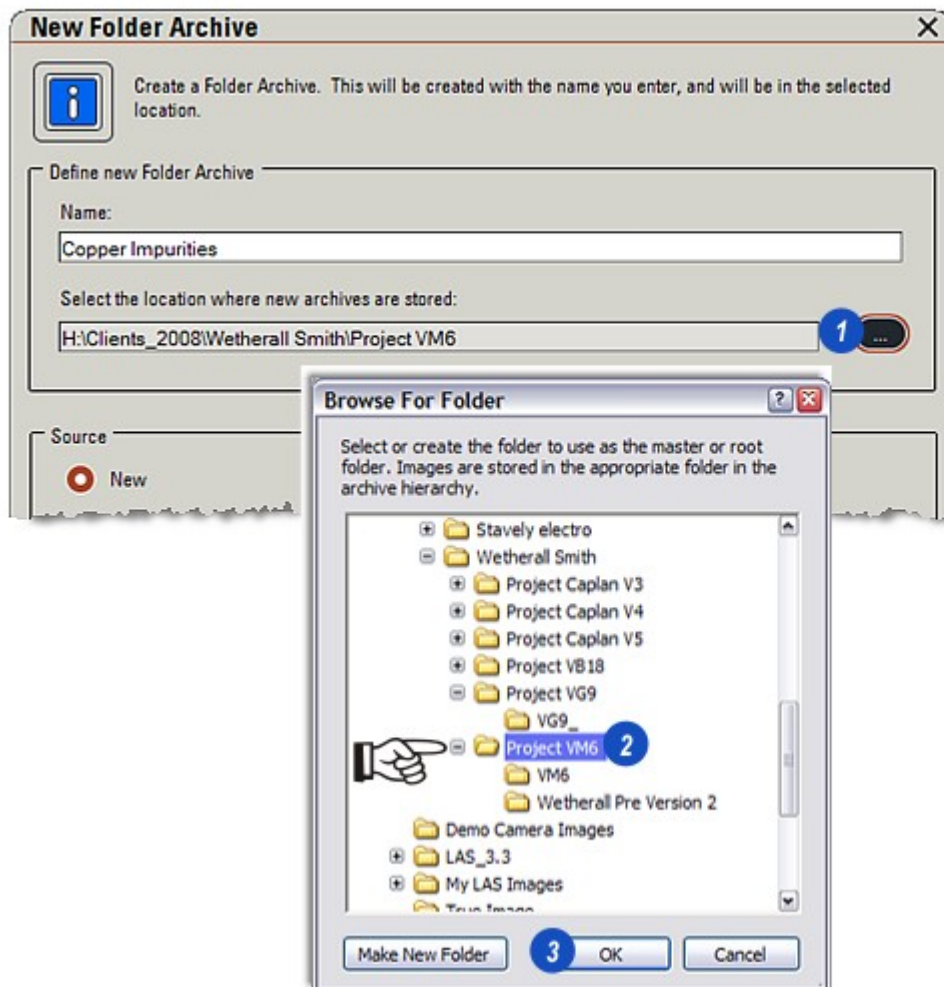 New Folder Archive
Create a Folder Archive. This will be created with the name you enter, and will be in the selected
location.
Define new Folder Archive
Name:
Copper Impurities
Select the location where new archives are stored:
H:\Clients_2008\Wetherall Smith\Project VM6
1
...
Source
New
Browse For Folder
?
Select or create the folder to use as the master or root
folder. Images are stored in the appropriate folder in the
archive hierarchy.
Stavely electro
Wetherall Smith
Project Caplan V3
Project Caplan V4
Project Caplan V5
Project VB18
Project VG9
VG9_
Project VM6
2
VM6
Wetherall Pre Version 2
Demo Camera Images
LAS_3.3
My LAS Images
True Image
Make New Folder
3
OK
Cancel